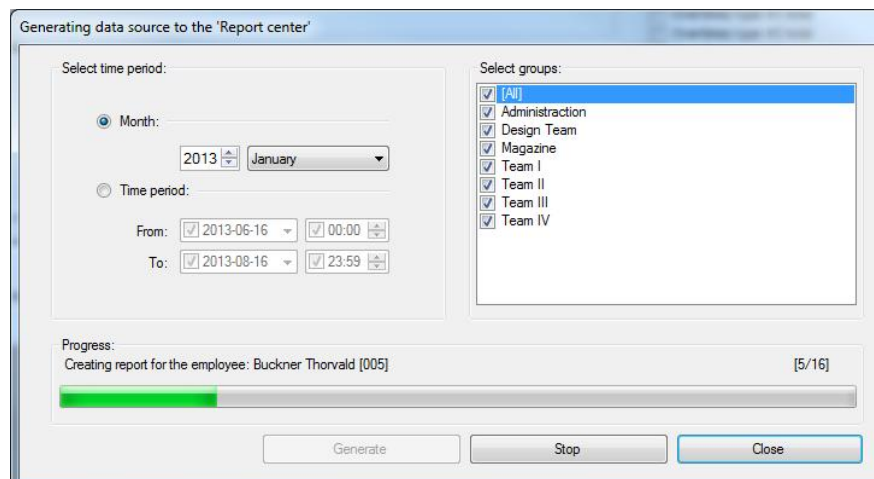 Generating data source to the 'Report center'
Select time period:
Month:
2013 January
Time period:
From: 2013-06-16 00:00
To: 2013-08-16 23:59
Select groups:
[All]
Administraction
Design Team
Magazine
Team I
Team II
Team III
Team IV
Progress:
Creating report for the employee: Buckner Thorvald [005] [5/16]
Generate Stop Close